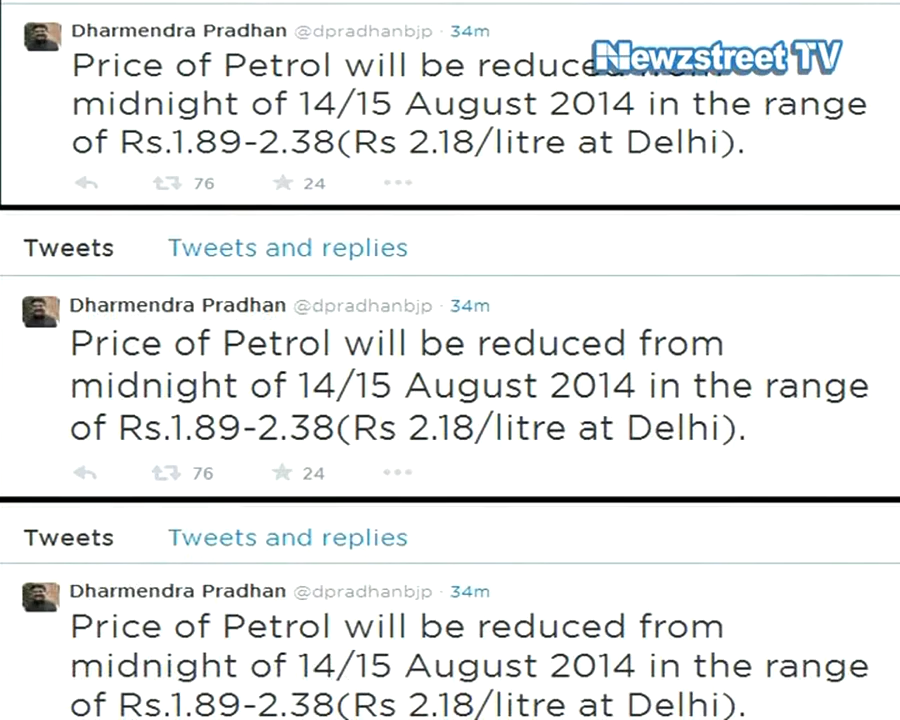 Dharmendra Pradhan @dpradhanbjp · 34m
Newzstreet TV
Price of Petrol will be reduced from
midnight of 14/15 August 2014 in the range
of Rs.1.89-2.38(Rs 2.18/litre at Delhi).
76 24
Tweets Tweets and replies
Dharmendra Pradhan @dpradhanbjp · 34m
Price of Petrol will be reduced from
midnight of 14/15 August 2014 in the range
of Rs.1.89-2.38(Rs 2.18/litre at Delhi).
76 24
Tweets Tweets and replies
Dharmendra Pradhan @dpradhanbjp · 34m
Price of Petrol will be reduced from
midnight of 14/15 August 2014 in the range
of Rs.1.89-2.38(Rs 2.18/litre at Delhi).